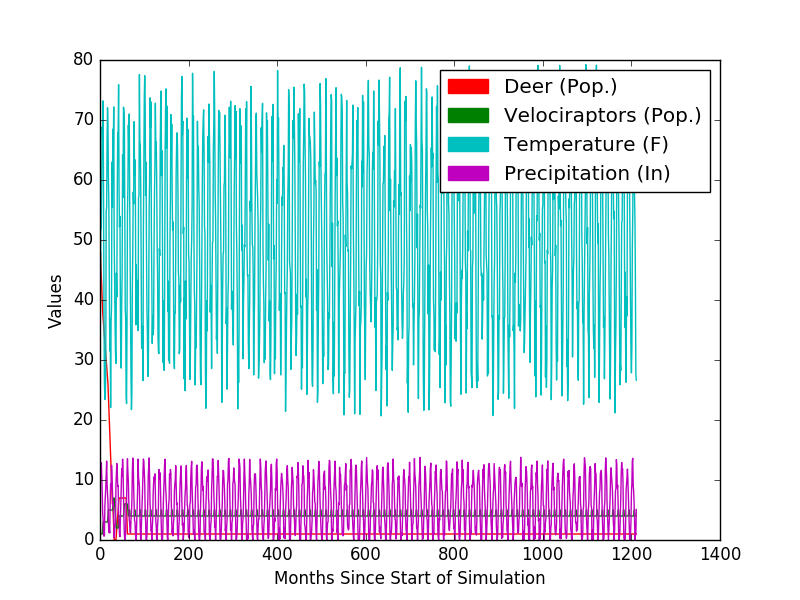 80
70
60
50
40
30
20
10
0
Values
Deer (Pop.)
Velociraptors (Pop.)
Temperature (F)
Precipitation (In)
0 200 400 600 800 1000 1200 1400
Months Since Start of Simulation